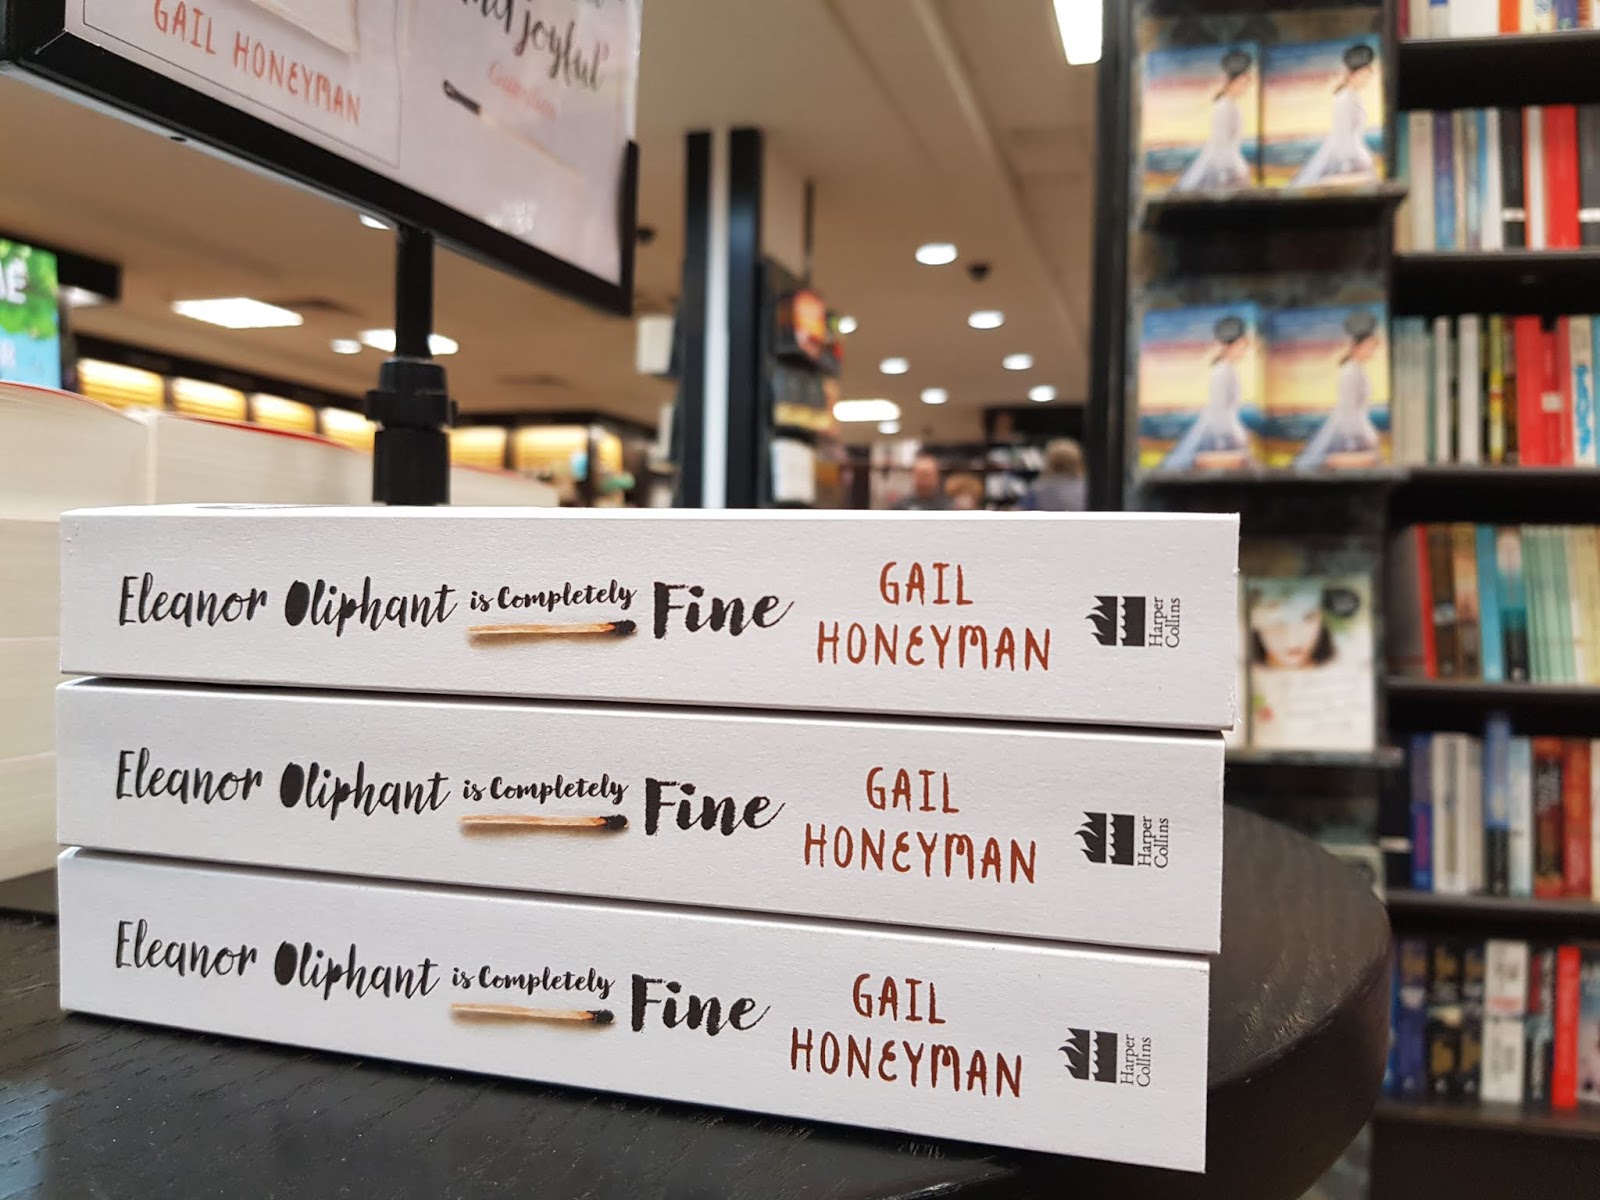 GAIL HONEYMAN
and joyful'
Eleanor Oliphant is Completely Fine
GAIL
HONEYMAN
Harper
Collins
Eleanor Oliphant is Completely Fine
GAIL
HONEYMAN
Harper
Collins
Eleanor Oliphant is Completely Fine
GAIL
HONEYMAN
Harper
Collins